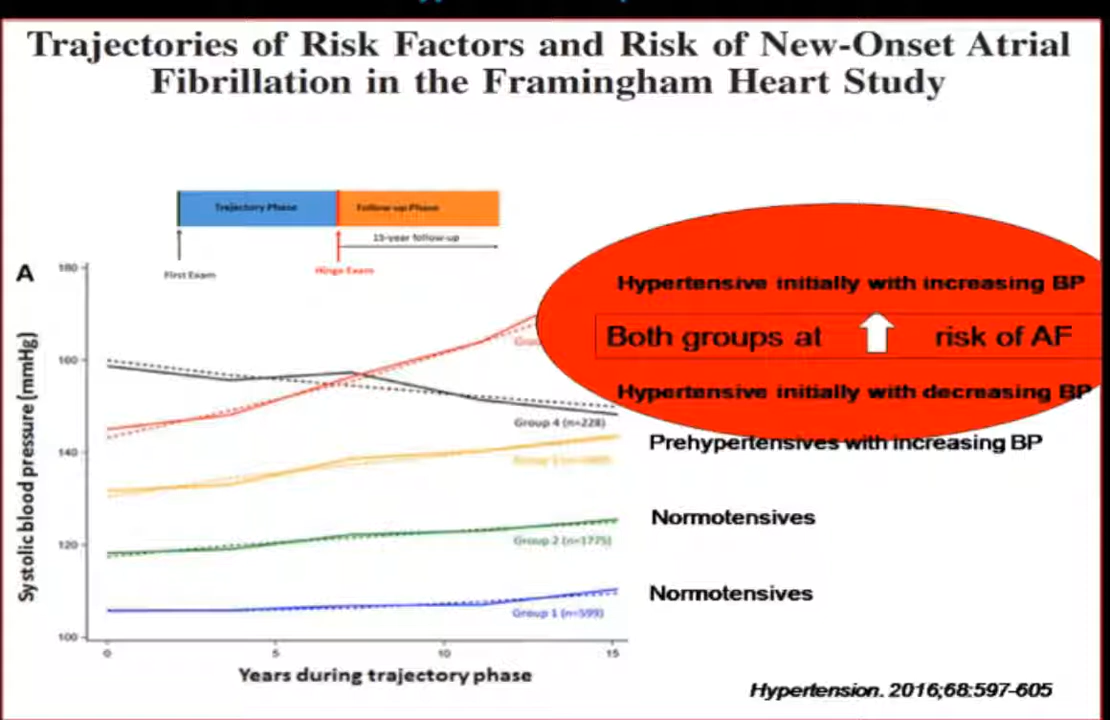 Trajectories of Risk Factors and Risk of New-Onset Atrial
Fibrillation in the Framingham Heart Study
Trajectory Phase
Follow-up Phase
15-year follow-up
First Exam
Hinge Exam
A
180
160
140
120
100
Systolic blood pressure (mmHg)
Hypertensive initially with increasing BP
Both groups at risk of AF
Hypertensive initially with decreasing BP
Group 4 (n=228)
Prehypertensives with increasing BP
Normotensives
Group 2 (n=1775)
Normotensives
Group 1 (n=599)
0 5 10 15
Years during trajectory phase
Hypertension. 2016;68:597-605